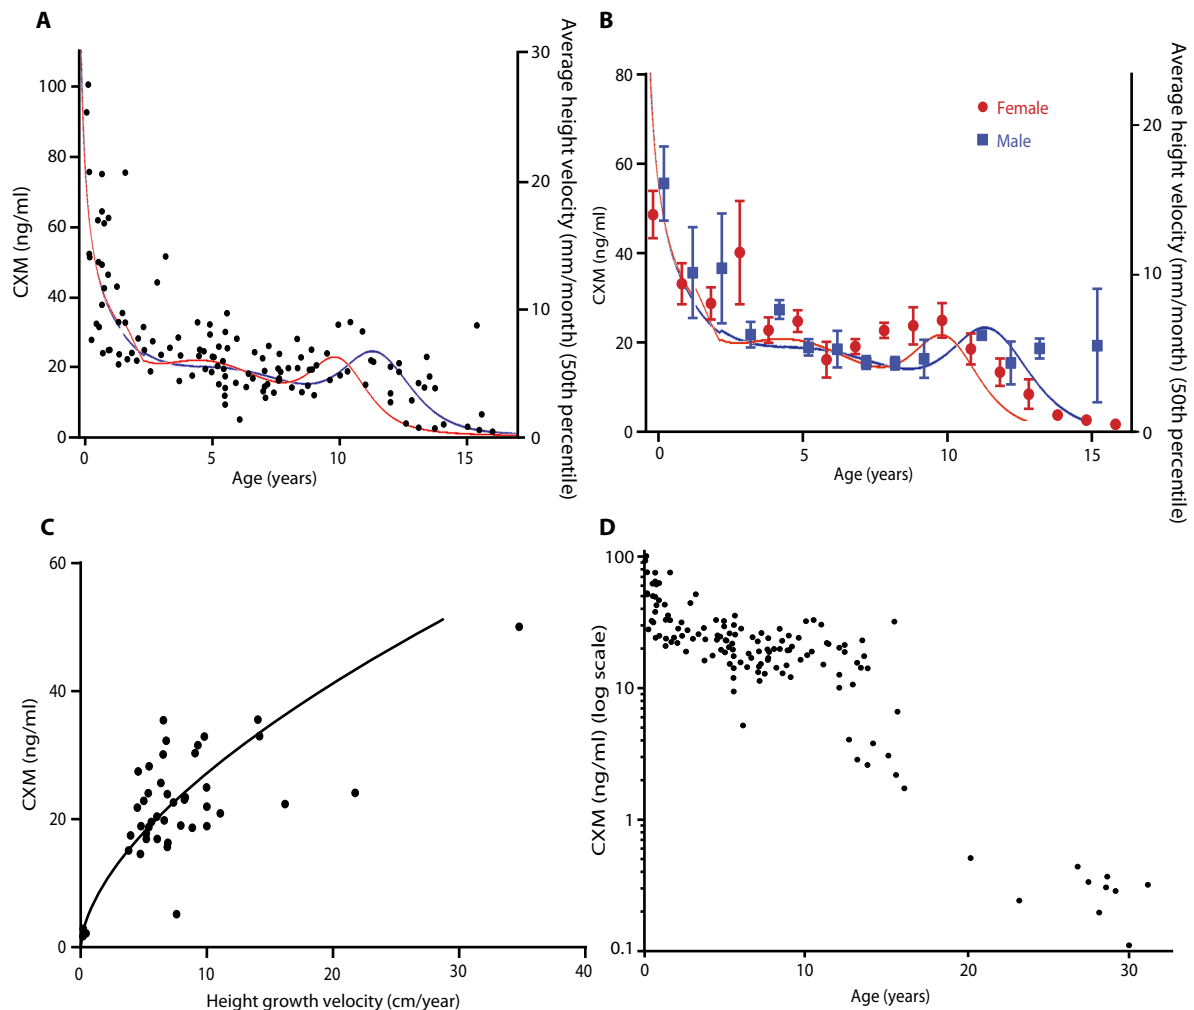 A
CXM (ng/ml)
100
80
60
40
20
0
30
20
10
0
Average height velocity (mm/month) (50th percentile)
0 5 10 15
Age (years)
B
CXM (ng/ml)
80
60
40
20
0
Female
Male
20
10
0
Average height velocity (mm/month) (50th percentile)
0 5 10 15
Age (years)
C
CXM (ng/ml)
60
40
20
0
0 10 20 30 40
Height growth velocity (cm/year)
D
CXM (ng/ml) (log scale)
100
10
1
0.1
0 10 20 30
Age (years)